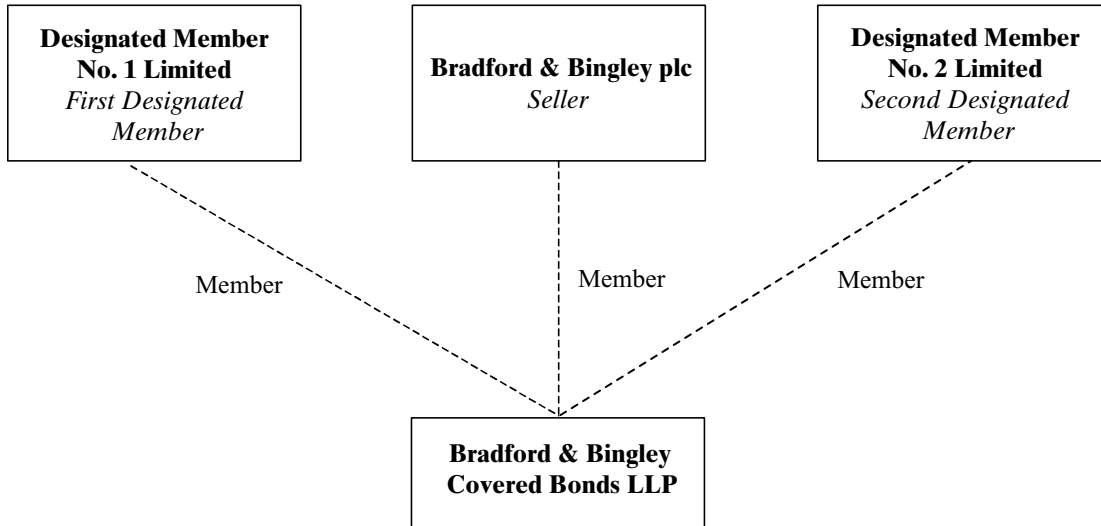 Designated Member
No. 1 Limited
First Designated
Member
Bradford & Bingley plc
Seller
Designated Member
No. 2 Limited
Second Designated
Member
Member
Member
Member
Bradford & Bingley
Covered Bonds LLP